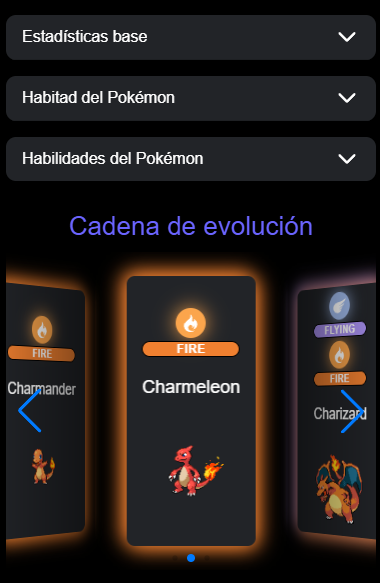 Estadísticas base
Habitad del Pokémon
Habilidades del Pokémon
Cadena de evolución
FIRE
Charmander
FIRE
Charmeleon
FLYING
FIRE
Charizard